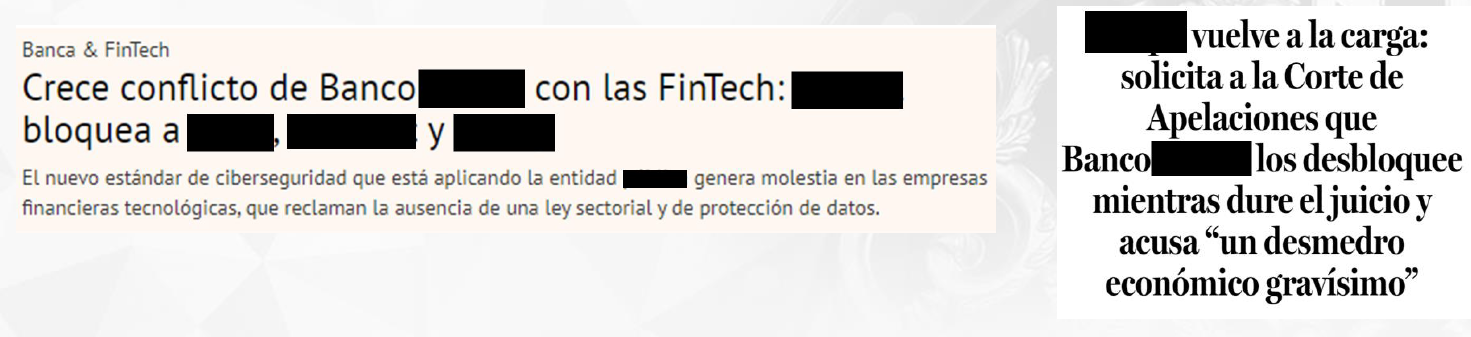 Banca & FinTech
Crece conflicto de Banco con las FinTech:
bloquea a , y
El nuevo estándar de ciberseguridad que está aplicando la entidad genera molestia en las empresas
financieras tecnológicas, que reclaman la ausencia de una ley sectorial y de protección de datos.
vuelve a la carga:
solicita a la Corte de
Apelaciones que
Banco los desbloquee
mientras dure el juicio y
acusa “un desmedro
económico gravísimo”